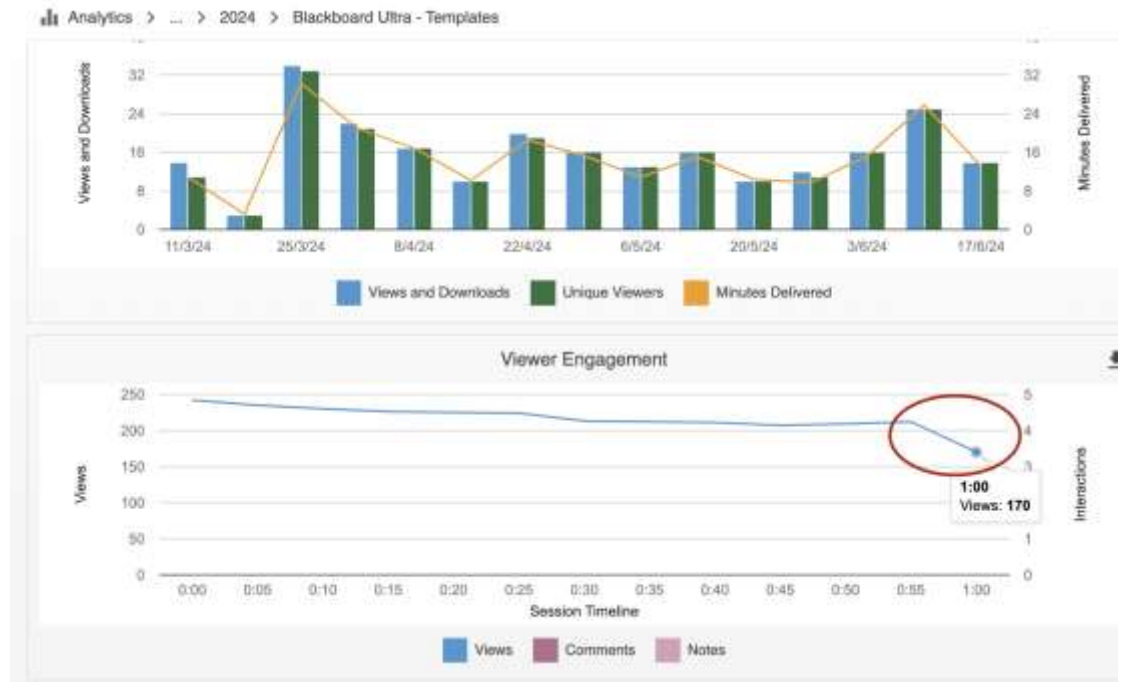 Analytics > ... > 2024 > Blackboard Ultra - Templates
Views and Downloads
32
24
16
8
0
32
24
16
8
0
Minutes Delivered
11/3/24 25/3/24 8/4/24 22/4/24 6/5/24 20/5/24 3/6/24 17/6/24
Views and Downloads Unique Viewers Minutes Delivered
Viewer Engagement
Views
250
200
150
100
50
0
5
4
3
1
0
Interactions
1:00
Views: 170
0:00 0:05 0:10 0:15 0:20 0:25 0:30 0:35 0:40 0:45 0:50 0:55 1:00
Session Timeline
Views Comments Notes